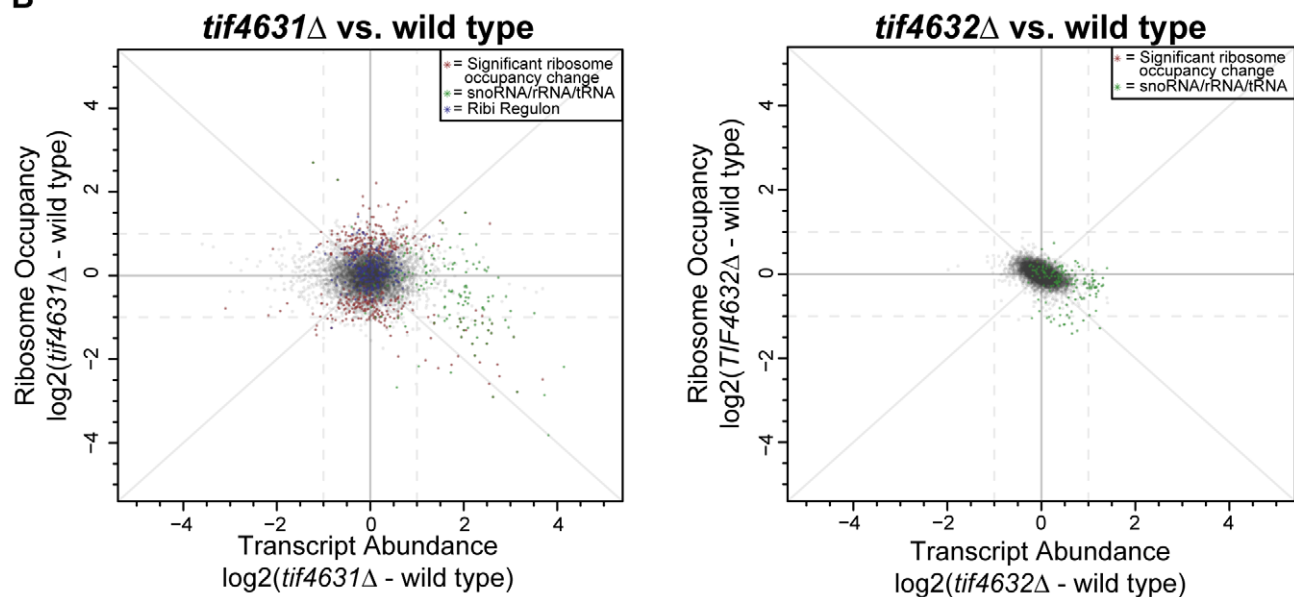 B
tif4631Δ vs. wild type
* = Significant ribosome
occupancy change
* = snoRNA/rRNA/tRNA
* = Ribi Regulon
Ribosome Occupancy
log2(tif4631Δ - wild type)
4
2
0
−2
−4
−4 −2 0 2 4
Transcript Abundance
log2(tif4631Δ - wild type)
tif4632Δ vs. wild type
* = Significant ribosome
occupancy change
* = snoRNA/rRNA/tRNA
Ribosome Occupancy
log2(TIF4632Δ - wild type)
4
2
0
−2
−4
−4 −2 0 2 4
Transcript Abundance
log2(tif4632Δ - wild type)